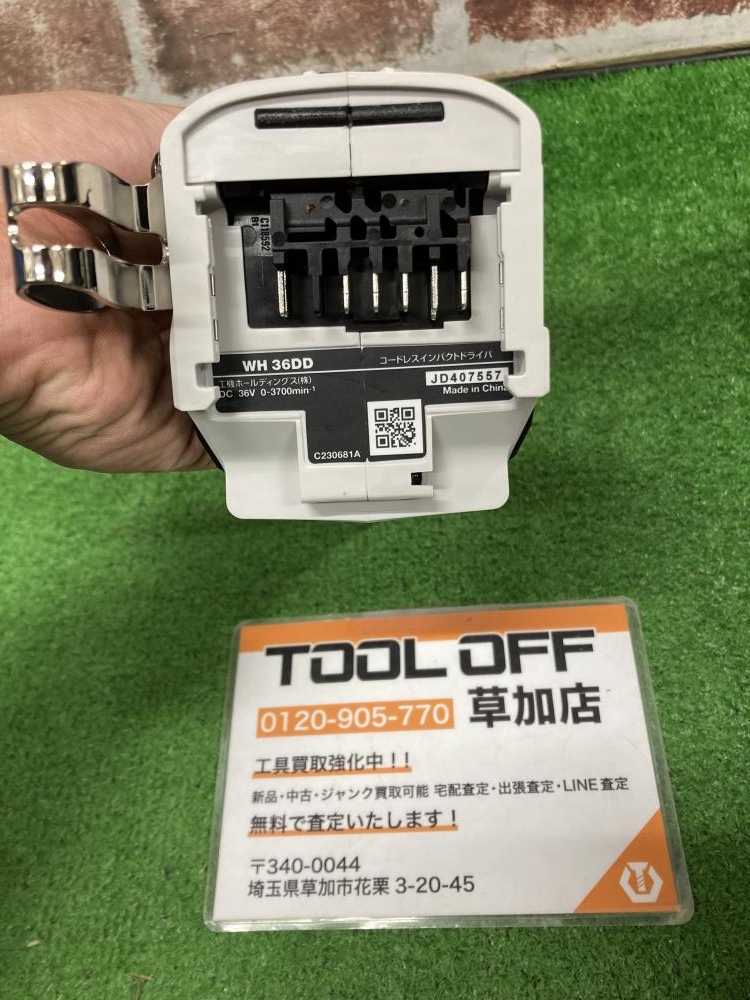 C118592
WH 36DD
コードレスインパクトドライバ
工機ホールディングス(株)
JD407557
DC 36V 0-3700min⁻¹
Made in China
C230681A
TOOL OFF
0120-905-770 草加店
工具買取強化中!!
新品・中古・ジャンク買取可能 宅配査定・出張査定・LINE査定
無料で査定いたします!
〒340-0044
埼玉県草加市花栗 3-20-45